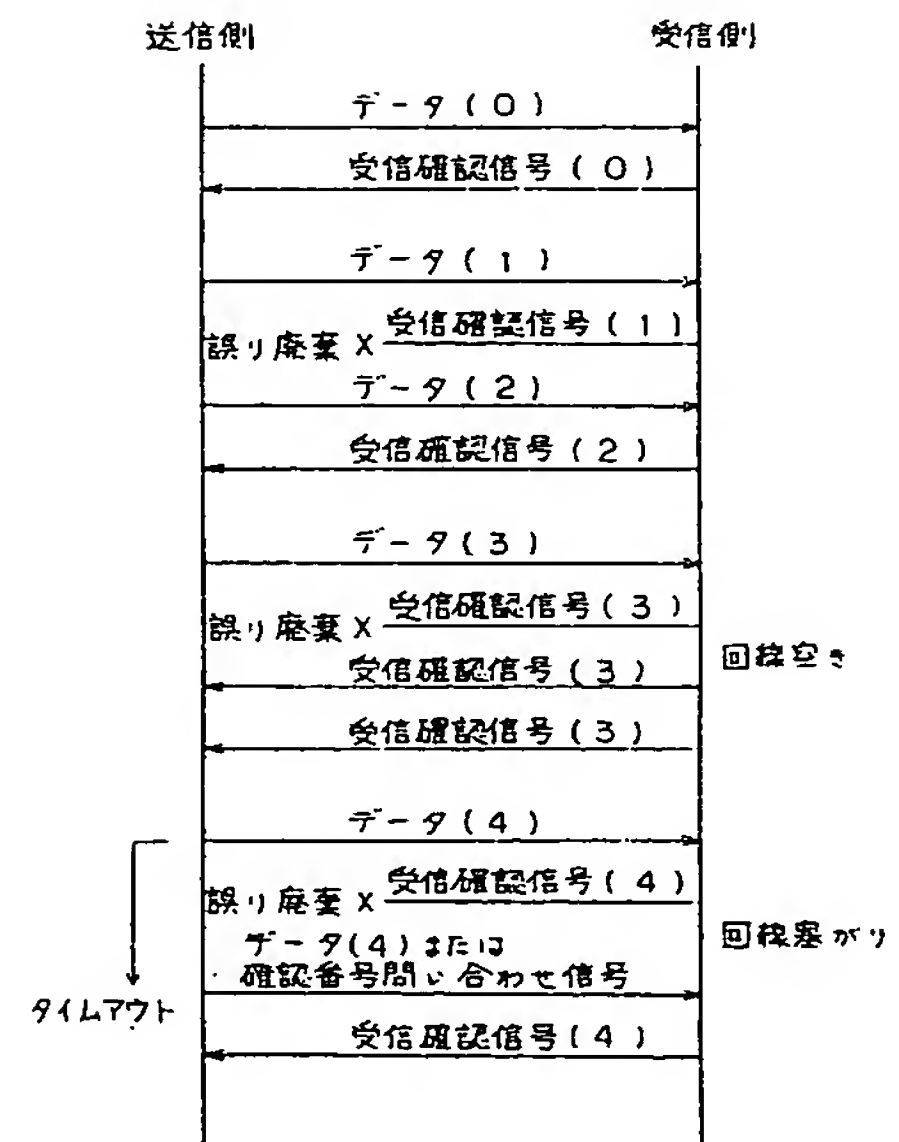 送信側
受信側
データ(0)
受信確認信号(0)
データ(1)
受信確認信号(1)
誤り廃棄 X
データ(2)
受信確認信号(2)
データ(3)
受信確認信号(3)
誤り廃棄 X
回線空き
受信確認信号(3)
受信確認信号(3)
データ(4)
受信確認信号(4)
誤り廃棄 X
回線塞がり
データ(4)または
確認番号問い合わせ信号
タイムアウト
受信確認信号(4)